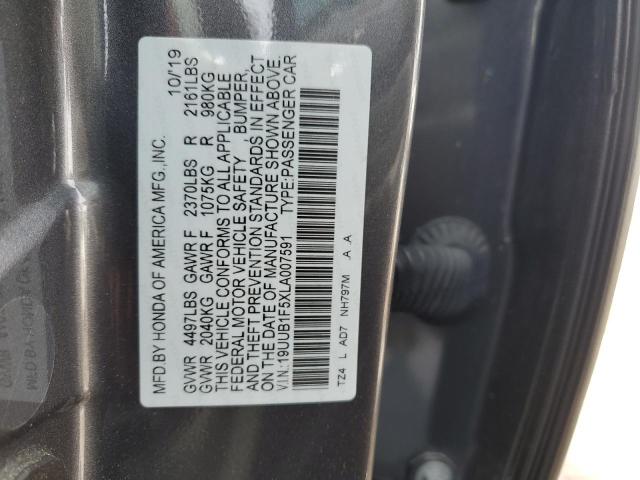 MFD.BY HONDA OF AMERICA MFG.,INC. 10/19
GVWR 4497LBS GAWR F 2370LBS R 2161LBS
GVWR 2040KG GAWR F 1075KG R 980KG
THIS VEHICLE CONFORMS TO ALL APPLICABLE
FEDERAL MOTOR VEHICLE SAFETY , BUMPER,
AND THEFT PREVENTION STANDARDS IN EFFECT
ON THE DATE OF MANUFACTURE SHOWN ABOVE.
V.I.N:19UUB1F5XLA007591 TYPE:PASSENGER CAR
TZ4 L AD7 NH797M .A .A